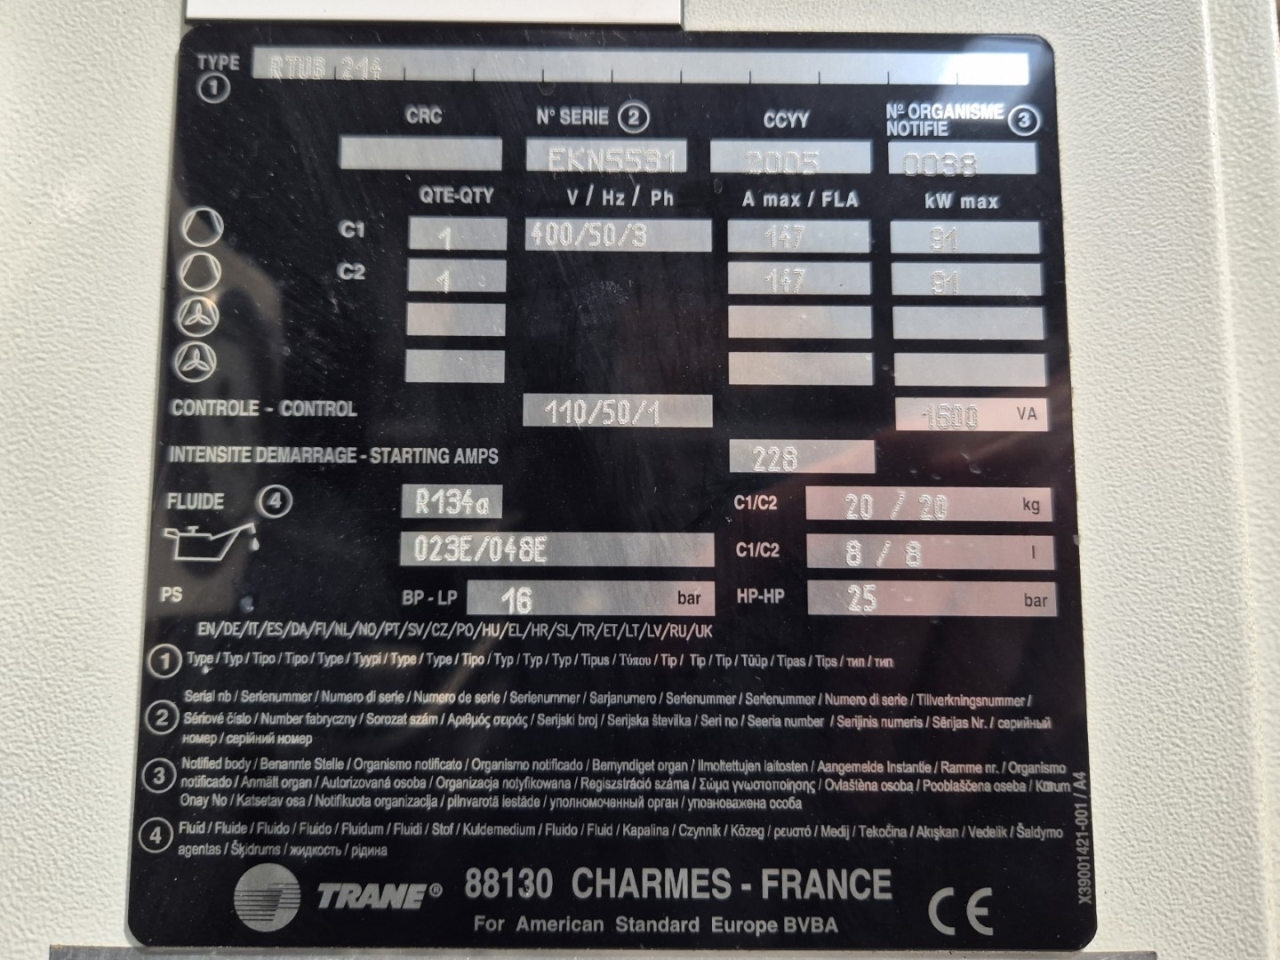 TYPE RTUB 214
1
CRC N° SERIE 2 CCYY Nº ORGANISME NOTIFIE 3
EKN5531 2005 0038
QTE-QTY V / Hz / Ph A max / FLA kW max
C1 1 400/50/3 147 91
C2 1 147 91
CONTROLE - CONTROL 110/50/1 1600 VA
INTENSITE DEMARRAGE - STARTING AMPS 228
FLUIDE 4 R134a C1/C2 20 / 20 kg
023E/048E C1/C2 8 / 8 l
PS BP - LP 16 bar HP-HP 25 bar
EN/DE/IT/ES/DA/FI/NL/NO/PT/SV/CZ/PO/HU/EL/HR/SL/TR/ET/LT/LV/RU/UK
1 Type / Typ / Tipo / Tipo / Type / Tyypi / Type / Type / Tipo / Typ / Typ / Typ / Tipus / Τύπου / Tip / Tip / Tip / Tüüp / Tipas / Tips / тип / тип
Serial nb / Serienummer / Numero di serie / Numero de serie / Serienummer / Sarjanumero / Serienummer / Serienummer / Numero di serie / Tillverkningsnummer /
2 Sériové číslo / Number fabryczny / Sorozat szám / Αριθμός σειράς / Serijski broj / Serijska številka / Seri no / Seeria number / Serijinis numeris / Sērijas Nr. / серийный
номер / серійний номер
Notified body / Benannte Stelle / Organismo notificato / Organismo notificado / Bemyndiget organ / Ilmoitettujen laitosten / Aangemelde Instantie / Ramme nr. / Organismo
3 notificado / Anmält organ / Autorizovaná osoba / Organizacja notyfikowana / Regisztráció száma / Σώμα γνωστοποίησης / Ovlaštena osoba / Pooblaščena oseba / Kurum
Onay No / Katsetav osa / Notifikuota organizacija / pilnvarotā iestāde / уполномоченный орган / уповноважена особа
4 Fluid / Fluide / Fluido / Fluido / Fluidum / Fluidi / Stof / Kuldemedium / Fluido / Fluid / Kapalina / Czynnik / Közeg / ρευστό / Medij / Tekočina / Akışkan / Vedelik / Šaldymo
agentas / Šķidrums / жидкость / рідина
TRANE® 88130 CHARMES - FRANCE
For American Standard Europe BVBA
CE
X39001421-001 / A4